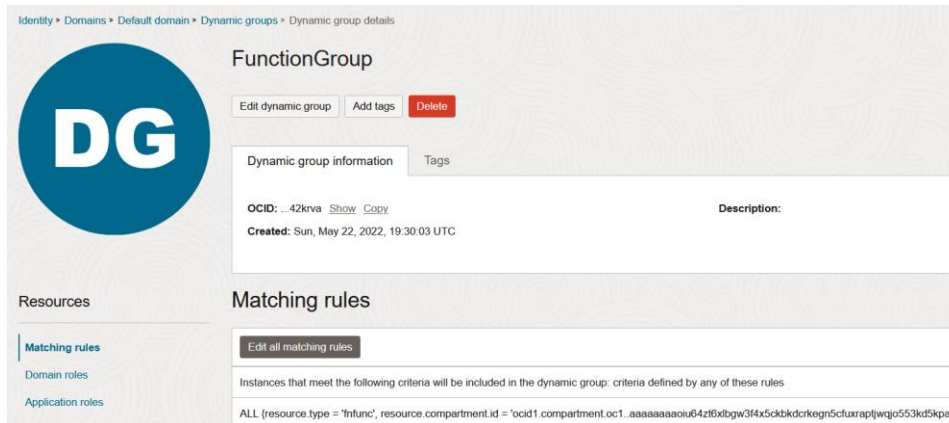 Identity > Domains > Default domain > Dynamic groups > Dynamic group details
DG
FunctionGroup
Edit dynamic group Add tags Delete
Dynamic group information Tags
OCID: ...42krva Show Copy Description:
Created: Sun, May 22, 2022, 19:30:03 UTC
Resources
Matching rules
Domain roles
Application roles
Matching rules
Edit all matching rules
Instances that meet the following criteria will be included in the dynamic group: criteria defined by any of these rules
ALL {resource.type = 'fnfunc', resource.compartment.id = 'ocid1.compartment.oc1..aaaaaaaaoiu64zt6xlbgw3f4x5ckbkdcrkegn5cfuxraptjwqjo553kd5kpa